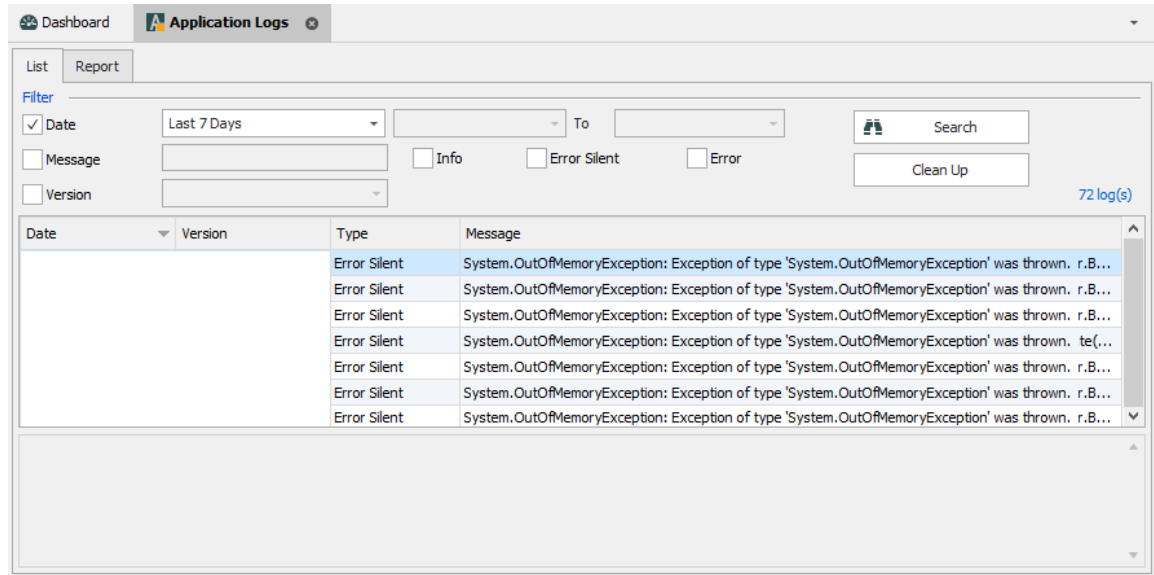 Dashboard Application Logs
List Report
Filter
Date Last 7 Days To Search
Message Info Error Silent Error Clean Up
Version 72 log(s)
Date Version Type Message
Error Silent System.OutOfMemoryException: Exception of type 'System.OutOfMemoryException' was thrown. r.B...
Error Silent System.OutOfMemoryException: Exception of type 'System.OutOfMemoryException' was thrown. r.B...
Error Silent System.OutOfMemoryException: Exception of type 'System.OutOfMemoryException' was thrown. r.B...
Error Silent System.OutOfMemoryException: Exception of type 'System.OutOfMemoryException' was thrown. te(...
Error Silent System.OutOfMemoryException: Exception of type 'System.OutOfMemoryException' was thrown. r.B...
Error Silent System.OutOfMemoryException: Exception of type 'System.OutOfMemoryException' was thrown. r.B...
Error Silent System.OutOfMemoryException: Exception of type 'System.OutOfMemoryException' was thrown. r.B...